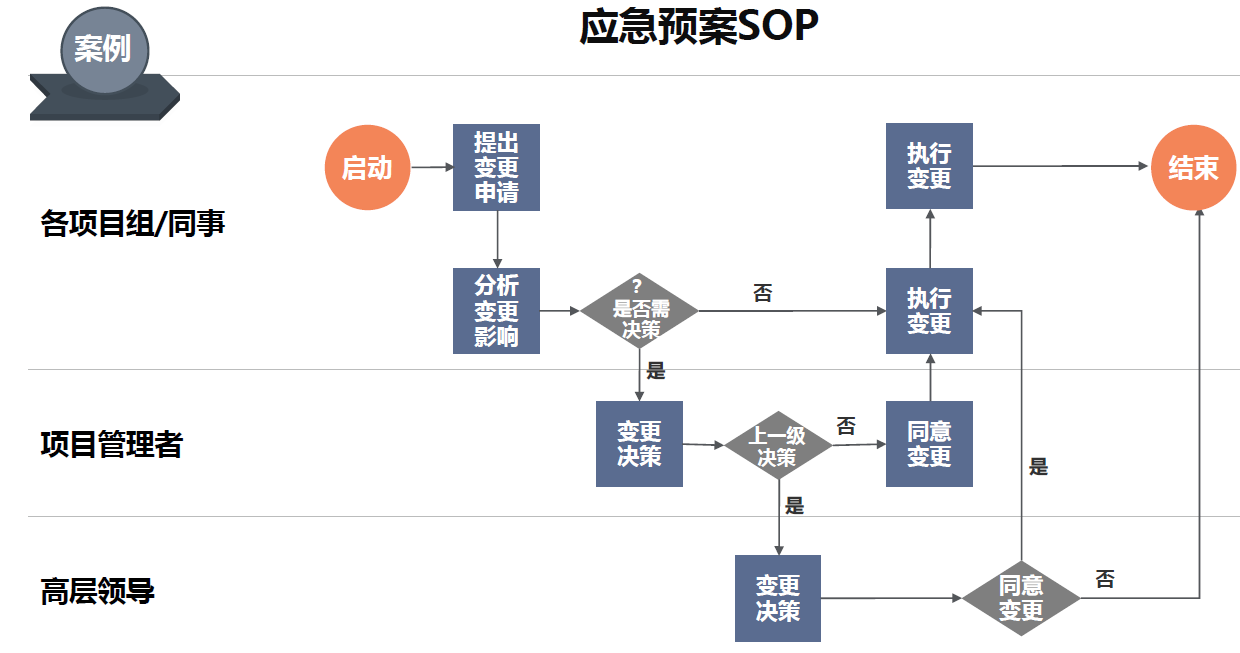 应急预案SOP
案例
启动
提出
变更
申请
执行
变更
结束
各项目组/同事
分析
变更
影响
?
是否需
决策
否
执行
变更
是
项目管理者
变更
决策
上一级
决策
否
同意
变更
是
是
高层领导
变更
决策
同意
变更
否